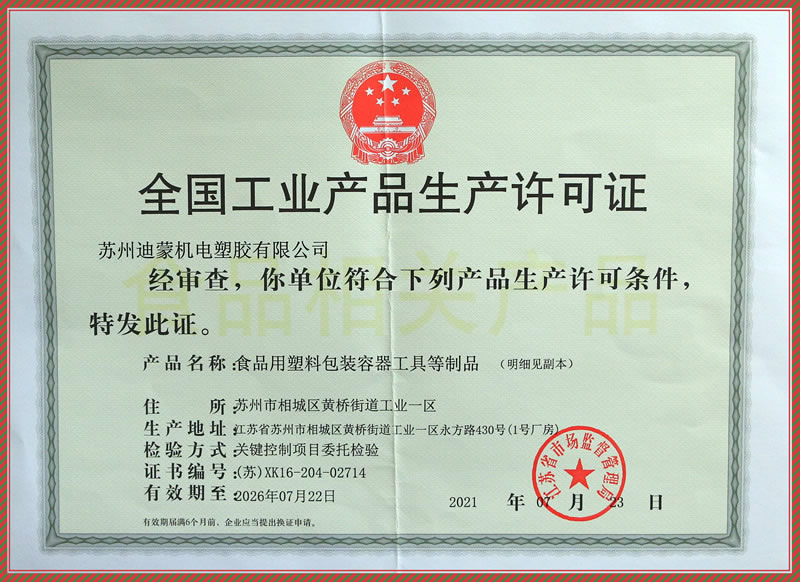 全国工业产品生产许可证
苏州迪蒙机电塑胶有限公司
食品相关产品
经审查，你单位符合下列产品生产许可条件，
特发此证。
产品名称：食品用塑料包装容器工具等制品 （明细见副本）
住 所：苏州市相城区黄桥街道工业一区
生产地址：江苏省苏州市相城区黄桥街道工业一区永方路430号(1号厂房)
检验方式：关键控制项目委托检验
证书编号：(苏)XK16-204-02714
有效期至：2026年07月22日
江苏省市场监督管理局
2021 年 07 月 23 日
有效期届满6个月前，企业应当提出换证申请。